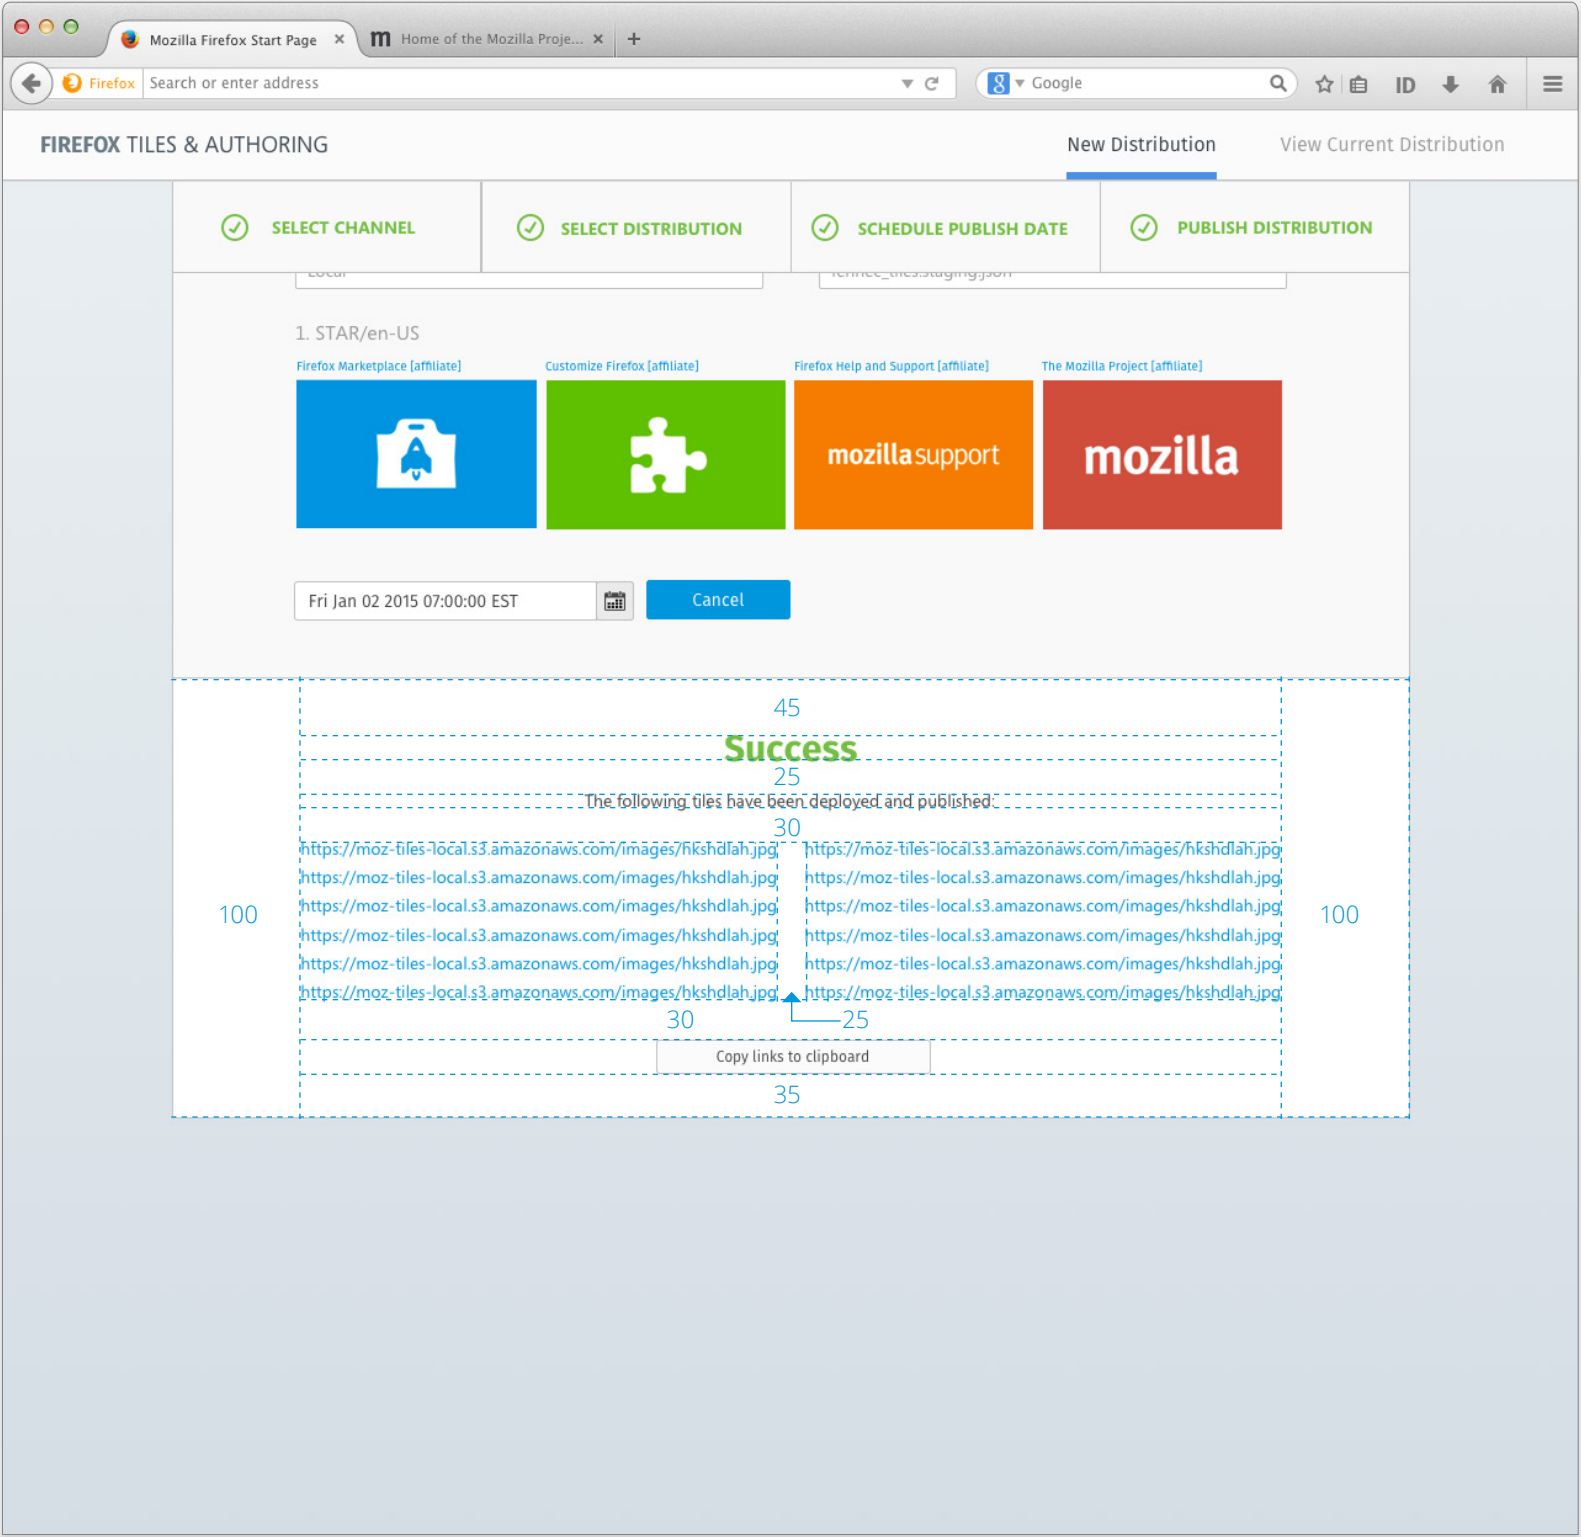 Mozilla Firefox Start Page
Home of the Mozilla Proje...
Firefox Search or enter address
8 Google
ID
FIREFOX TILES & AUTHORING
New Distribution
View Current Distribution
SELECT CHANNEL
SELECT DISTRIBUTION
SCHEDULE PUBLISH DATE
PUBLISH DISTRIBUTION
Local
fennec_tiles.staging.json
1. STAR/en-US
Firefox Marketplace [affiliate]
Customize Firefox [affiliate]
Firefox Help and Support [affiliate]
The Mozilla Project [affiliate]
mozilla support
mozilla
Fri Jan 02 2015 07:00:00 EST
Cancel
45
Success
25
The following tiles have been deployed and published:
30
https://moz-tiles-local.s3.amazonaws.com/images/hkshdlah.jpg https://moz-tiles-local.s3.amazonaws.com/images/hkshdlah.jpg
https://moz-tiles-local.s3.amazonaws.com/images/hkshdlah.jpg https://moz-tiles-local.s3.amazonaws.com/images/hkshdlah.jpg
https://moz-tiles-local.s3.amazonaws.com/images/hkshdlah.jpg https://moz-tiles-local.s3.amazonaws.com/images/hkshdlah.jpg
100
100
https://moz-tiles-local.s3.amazonaws.com/images/hkshdlah.jpg https://moz-tiles-local.s3.amazonaws.com/images/hkshdlah.jpg
https://moz-tiles-local.s3.amazonaws.com/images/hkshdlah.jpg https://moz-tiles-local.s3.amazonaws.com/images/hkshdlah.jpg
https://moz-tiles-local.s3.amazonaws.com/images/hkshdlah.jpg https://moz-tiles-local.s3.amazonaws.com/images/hkshdlah.jpg
30
25
Copy links to clipboard
35